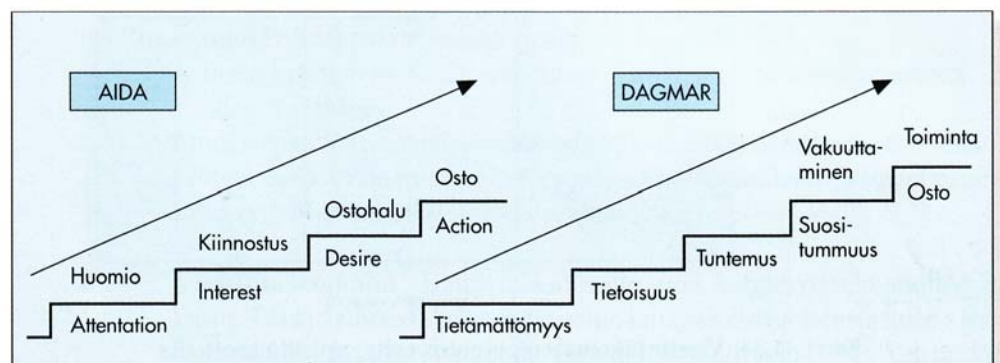 AIDA
Huomio
Attentation
Kiinnostus
Interest
Ostohalu
Desire
Osto
Action
DAGMAR
Tietämättömyys
Tietoisuus
Tuntemus
Vakuutta-
minen
Suosi-
tummuus
Toiminta
Osto